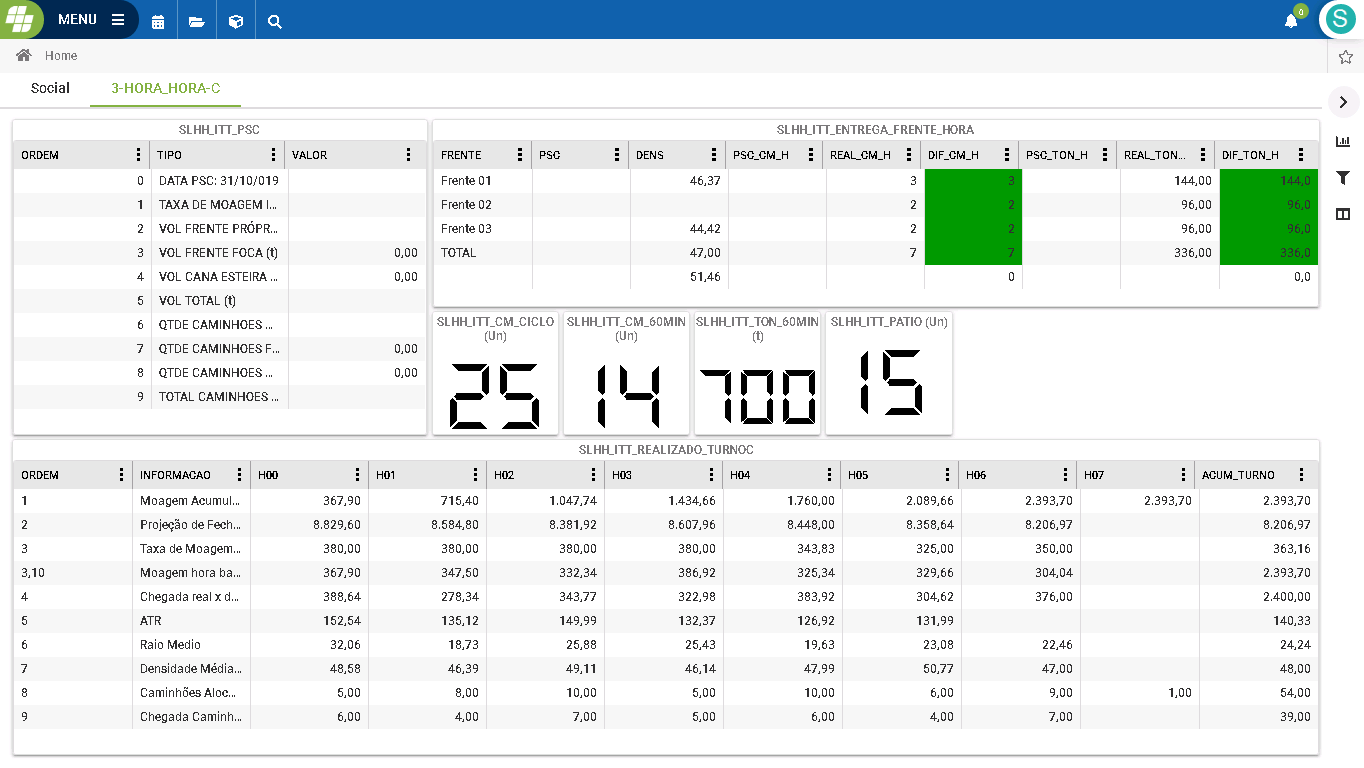 MENU
0
S
Home
Social 3-HORA_HORA-C
SLHH_ITT_PSC
ORDEM TIPO VALOR
0 DATA PSC: 31/10/019
1 TAXA DE MOAGEM I...
2 VOL FRENTE PRÓPR...
3 VOL FRENTE FOCA (t) 0,00
4 VOL CANA ESTEIRA ... 0,00
5 VOL TOTAL (t)
6 QTDE CAMINHOES ...
7 QTDE CAMINHOES F... 0,00
8 QTDE CAMINHOES ... 0,00
9 TOTAL CAMINHOES ...
SLHH_ITT_ENTREGA_FRENTE_HORA
FRENTE PSC DENS PSC_CM_H REAL_CM_H DIF_CM_H PSC_TON_H REAL_TON... DIF_TON_H
Frente 01 46,37 3 3 144,00 144,0
Frente 02 2 2 96,00 96,0
Frente 03 44,42 2 2 96,00 96,0
TOTAL 47,00 7 7 336,00 336,0
51,46 0 0,0
SLHH_ITT_CM_CICLO
(Un)
25
SLHH_ITT_CM_60MIN
(Un)
14
SLHH_ITT_TON_60MIN
(t)
700
SLHH_ITT_PATIO (Un)
15
SLHH_ITT_REALIZADO_TURNOC
ORDEM INFORMACAO H00 H01 H02 H03 H04 H05 H06 H07 ACUM_TURNO
1 Moagem Acumul... 367,90 715,40 1.047,74 1.434,66 1.760,00 2.089,66 2.393,70 2.393,70 2.393,70
2 Projeção de Fech... 8.829,60 8.584,80 8.381,92 8.607,96 8.448,00 8.358,64 8.206,97 8.206,97
3 Taxa de Moagem... 380,00 380,00 380,00 380,00 343,83 325,00 350,00 363,16
3,10 Moagem hora ba... 367,90 347,50 332,34 386,92 325,34 329,66 304,04 2.393,70
4 Chegada real x d... 388,64 278,34 343,77 322,98 383,92 304,62 376,00 2.400,00
5 ATR 152,54 135,12 149,99 132,37 126,92 131,99 140,33
6 Raio Medio 32,06 18,73 25,88 25,43 19,63 23,08 22,46 24,24
7 Densidade Média... 48,58 46,39 49,11 46,14 47,99 50,77 47,00 48,00
8 Caminhões Aloc... 5,00 8,00 10,00 5,00 10,00 6,00 9,00 1,00 54,00
9 Chegada Caminh... 6,00 4,00 7,00 5,00 6,00 4,00 7,00 39,00